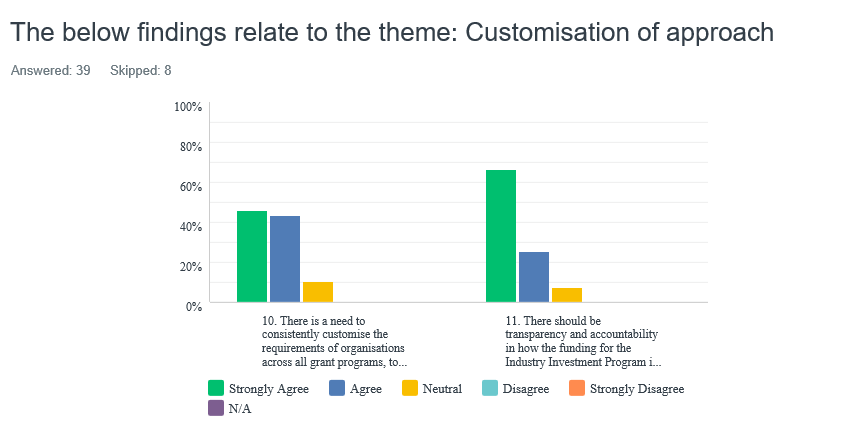 The below findings relate to the theme: Customisation of approach
Answered: 39 Skipped: 8
100%
80%
60%
40%
20%
0%
10. There is a need to
consistently customise the
requirements of organisations
across all grant programs, to...
11. There should be
transparency and accountability
in how the funding for the
Industry Investment Program i...
Strongly Agree Agree Neutral Disagree Strongly Disagree
N/A